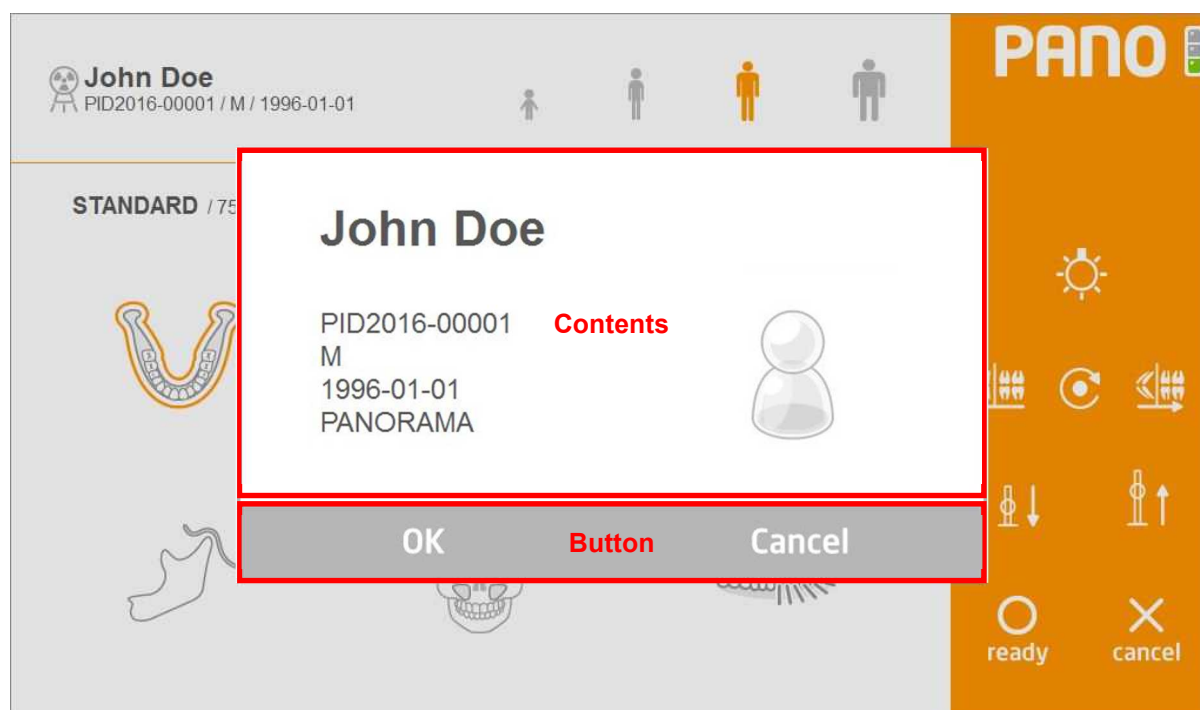 John Doe
PID2016-00001 / M / 1996-01-01
PANO
STANDARD / 75
John Doe
PID2016-00001
Contents
M
1996-01-01
PANORAMA
OK
Button
Cancel
ready
cancel